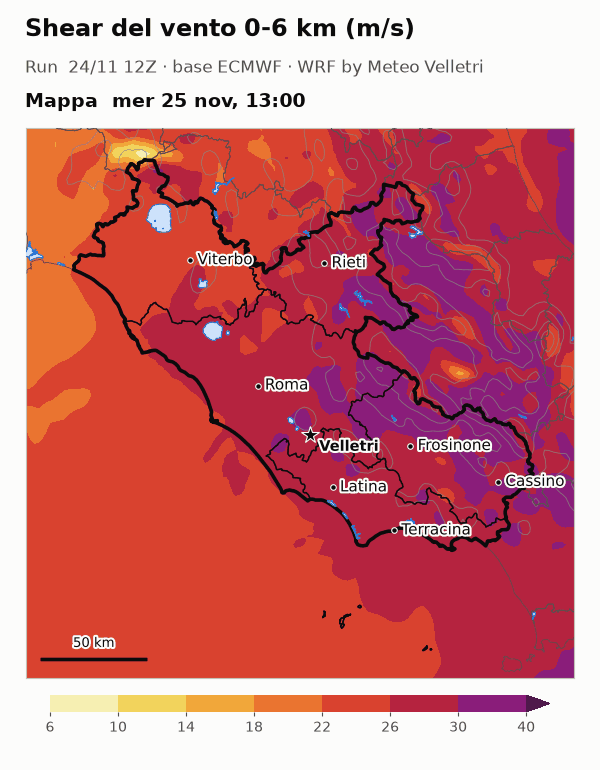 Shear del vento 0-6 km (m/s)
Run  24/11 12Z · base ECMWF · WRF by Meteo Velletri
Mappa  mer 25 nov, 13:00
Viterbo
Rieti
Roma
Velletri
Frosinone
Cassino
Latina
Terracina
50 km
6 10 14 18 22 26 30 40